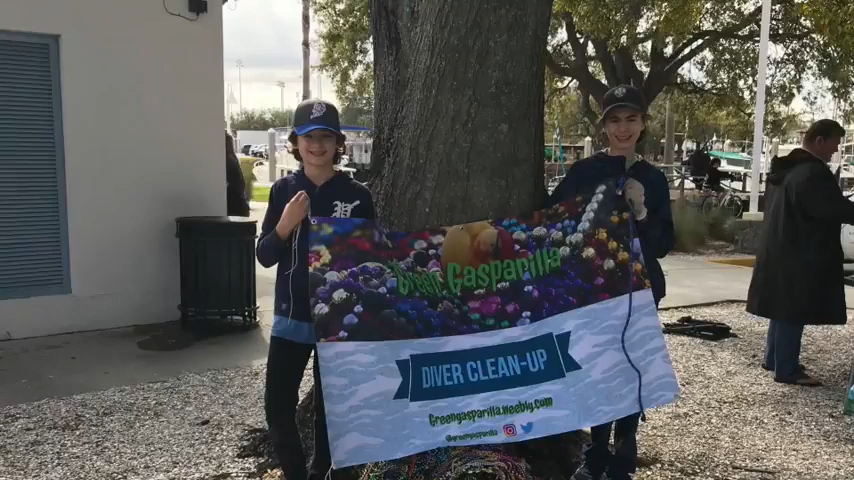 Green Gasparilla
DIVER CLEAN-UP
Greengasparilla.weebly.com
@greengasparilla